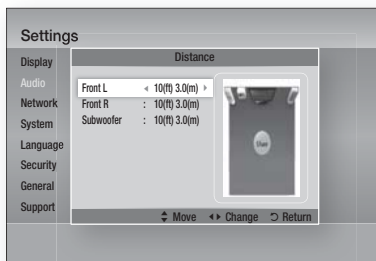 Settings
Display
Audio
Network
System
Language
Security
General
Support
Distance
Front L ◂ 10(ft) 3.0(m) ▸
Front R : 10(ft) 3.0(m)
Subwoofer : 10(ft) 3.0(m)
Move ◂▸ Change Return